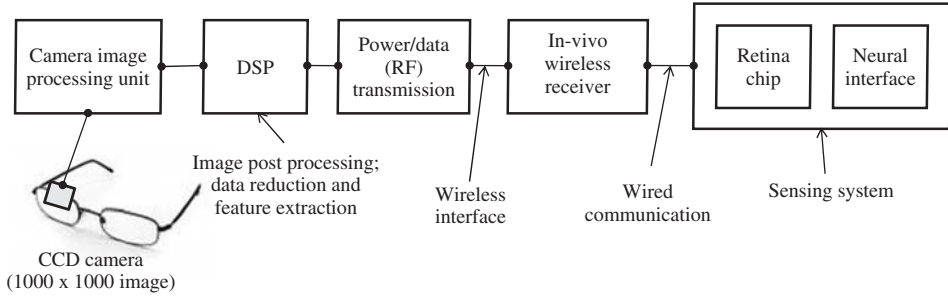 Camera image
processing unit
DSP
Power/data
(RF)
transmission
In-vivo
wireless
receiver
Retina
chip
Neural
interface
Image post processing;
data reduction and
feature extraction
Wireless
interface
Wired
communication
Sensing system
CCD camera
(1000 x 1000 image)